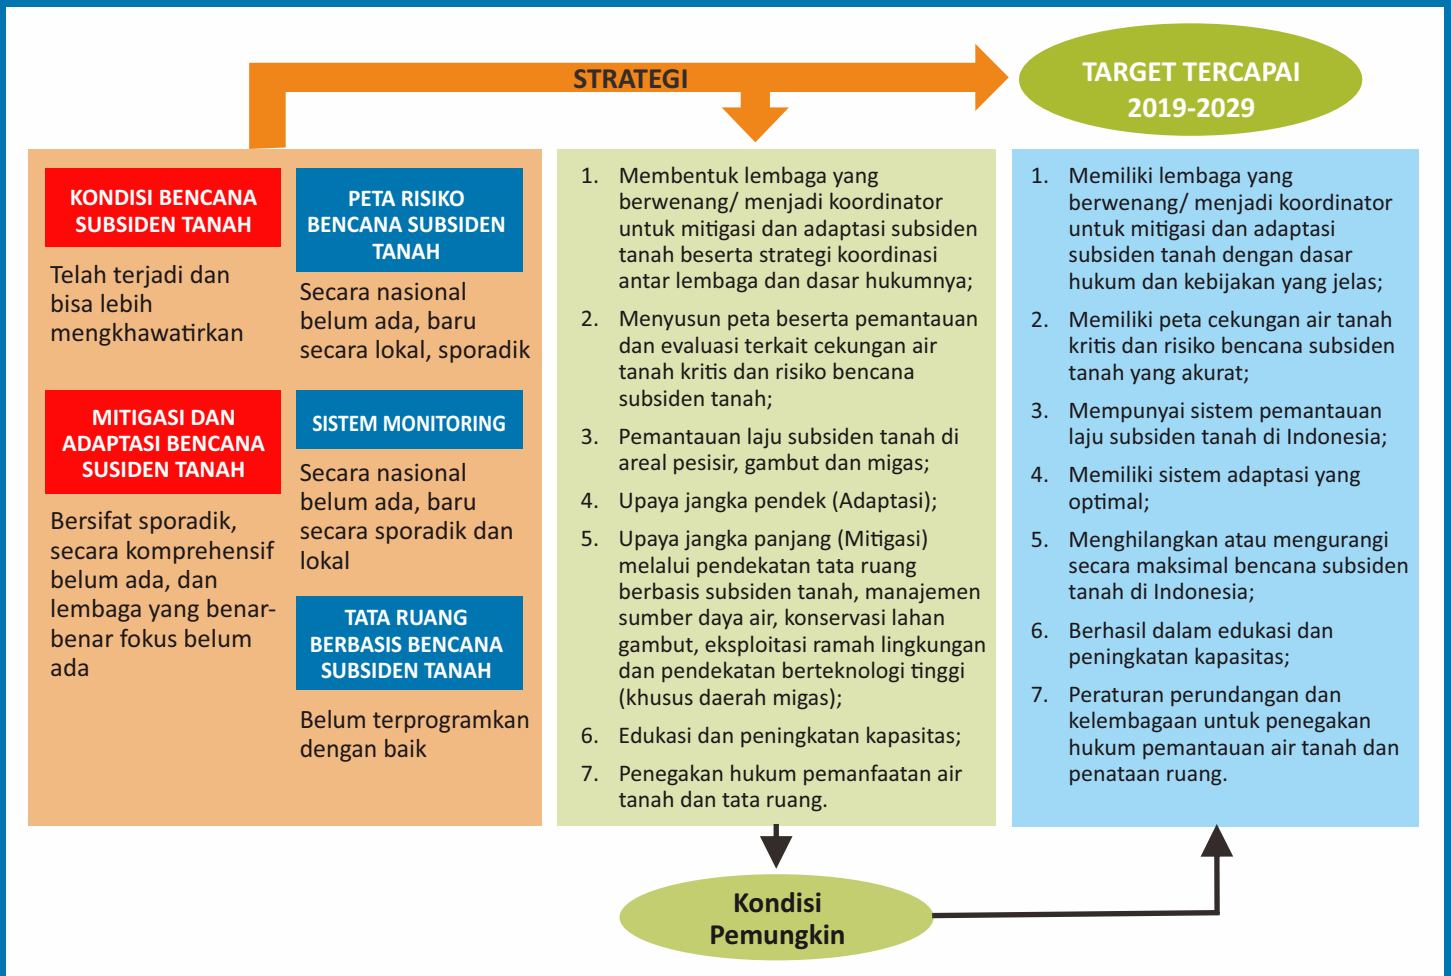 STRATEGI
TARGET TERCAPAI
2019-2029
KONDISI BENCANA
SUBSIDEN TANAH
Telah terjadi dan
bisa lebih
mengkhawatirkan
MITIGASI DAN
ADAPTASI BENCANA
SUSIDEN TANAH
Bersifat sporadik,
secara komprehensif
belum ada, dan
lembaga yang benar-
benar fokus belum
ada
PETA RISIKO
BENCANA SUBSIDEN
TANAH
Secara nasional
belum ada, baru
secara lokal, sporadik
SISTEM MONITORING
Secara nasional
belum ada, baru
secara sporadik dan
lokal
TATA RUANG
BERBASIS BENCANA
SUBSIDEN TANAH
Belum terprogramkan
dengan baik
1. Membentuk lembaga yang
berwenang/ menjadi koordinator
untuk mitigasi dan adaptasi subsiden
tanah beserta strategi koordinasi
antar lembaga dan dasar hukumnya;
2. Menyusun peta beserta pemantauan
dan evaluasi terkait cekungan air
tanah kritis dan risiko bencana
subsiden tanah;
3. Pemantauan laju subsiden tanah di
areal pesisir, gambut dan migas;
4. Upaya jangka pendek (Adaptasi);
5. Upaya jangka panjang (Mitigasi)
melalui pendekatan tata ruang
berbasis subsiden tanah, manajemen
sumber daya air, konservasi lahan
gambut, eksploitasi ramah lingkungan
dan pendekatan berteknologi tinggi
(khusus daerah migas);
6. Edukasi dan peningkatan kapasitas;
7. Penegakan hukum pemanfaatan air
tanah dan tata ruang.
1. Memiliki lembaga yang
berwenang/ menjadi koordinator
untuk mitigasi dan adaptasi
subsiden tanah dengan dasar
hukum dan kebijakan yang jelas;
2. Memiliki peta cekungan air tanah
kritis dan risiko bencana subsiden
tanah yang akurat;
3. Mempunyai sistem pemantauan
laju subsiden tanah di Indonesia;
4. Memiliki sistem adaptasi yang
optimal;
5. Menghilangkan atau mengurangi
secara maksimal bencana subsiden
tanah di Indonesia;
6. Berhasil dalam edukasi dan
peningkatan kapasitas;
7. Peraturan perundangan dan
kelembagaan untuk penegakan
hukum pemantauan air tanah dan
penataan ruang.
Kondisi
Pemungkin